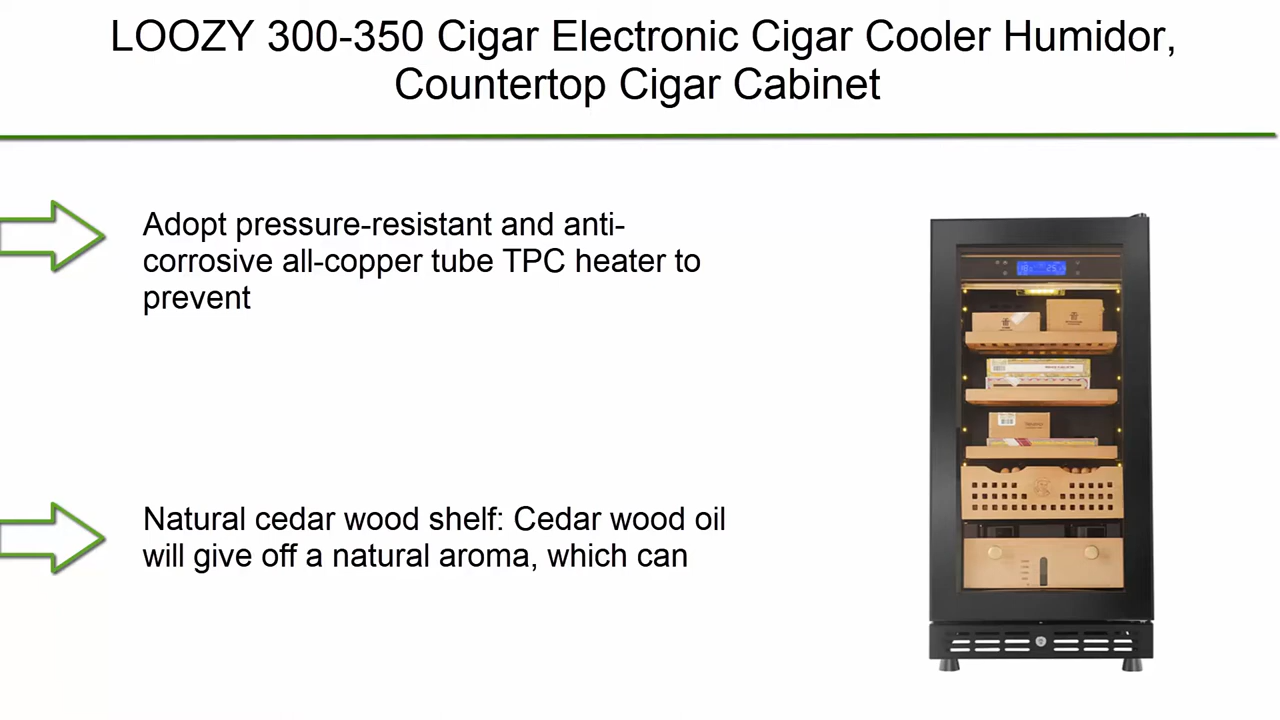 LOOZY 300-350 Cigar Electronic Cigar Cooler Humidor,
Countertop Cigar Cabinet
Adopt pressure-resistant and anti-
corrosive all-copper tube TPC heater to
prevent
Natural cedar wood shelf: Cedar wood oil
will give off a natural aroma, which can